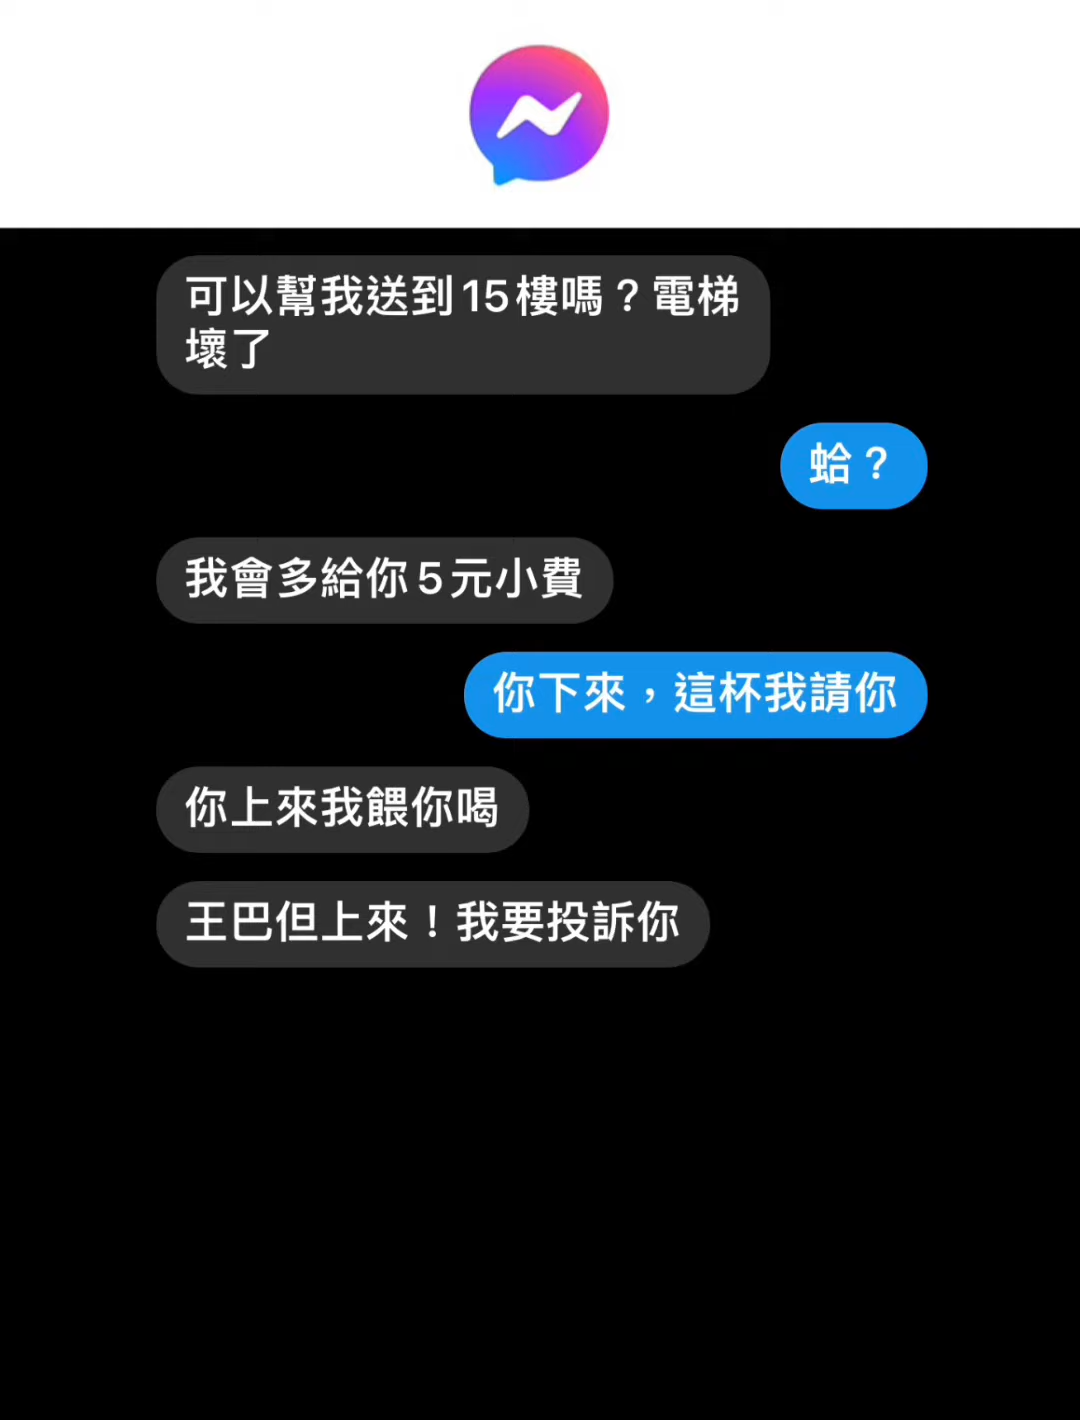 可以幫我送到15樓嗎？電梯
壞了
蛤？
我會多給你5元小費
你下來，這杯我請你
你上來我餵你喝
王巴但上來！我要投訴你